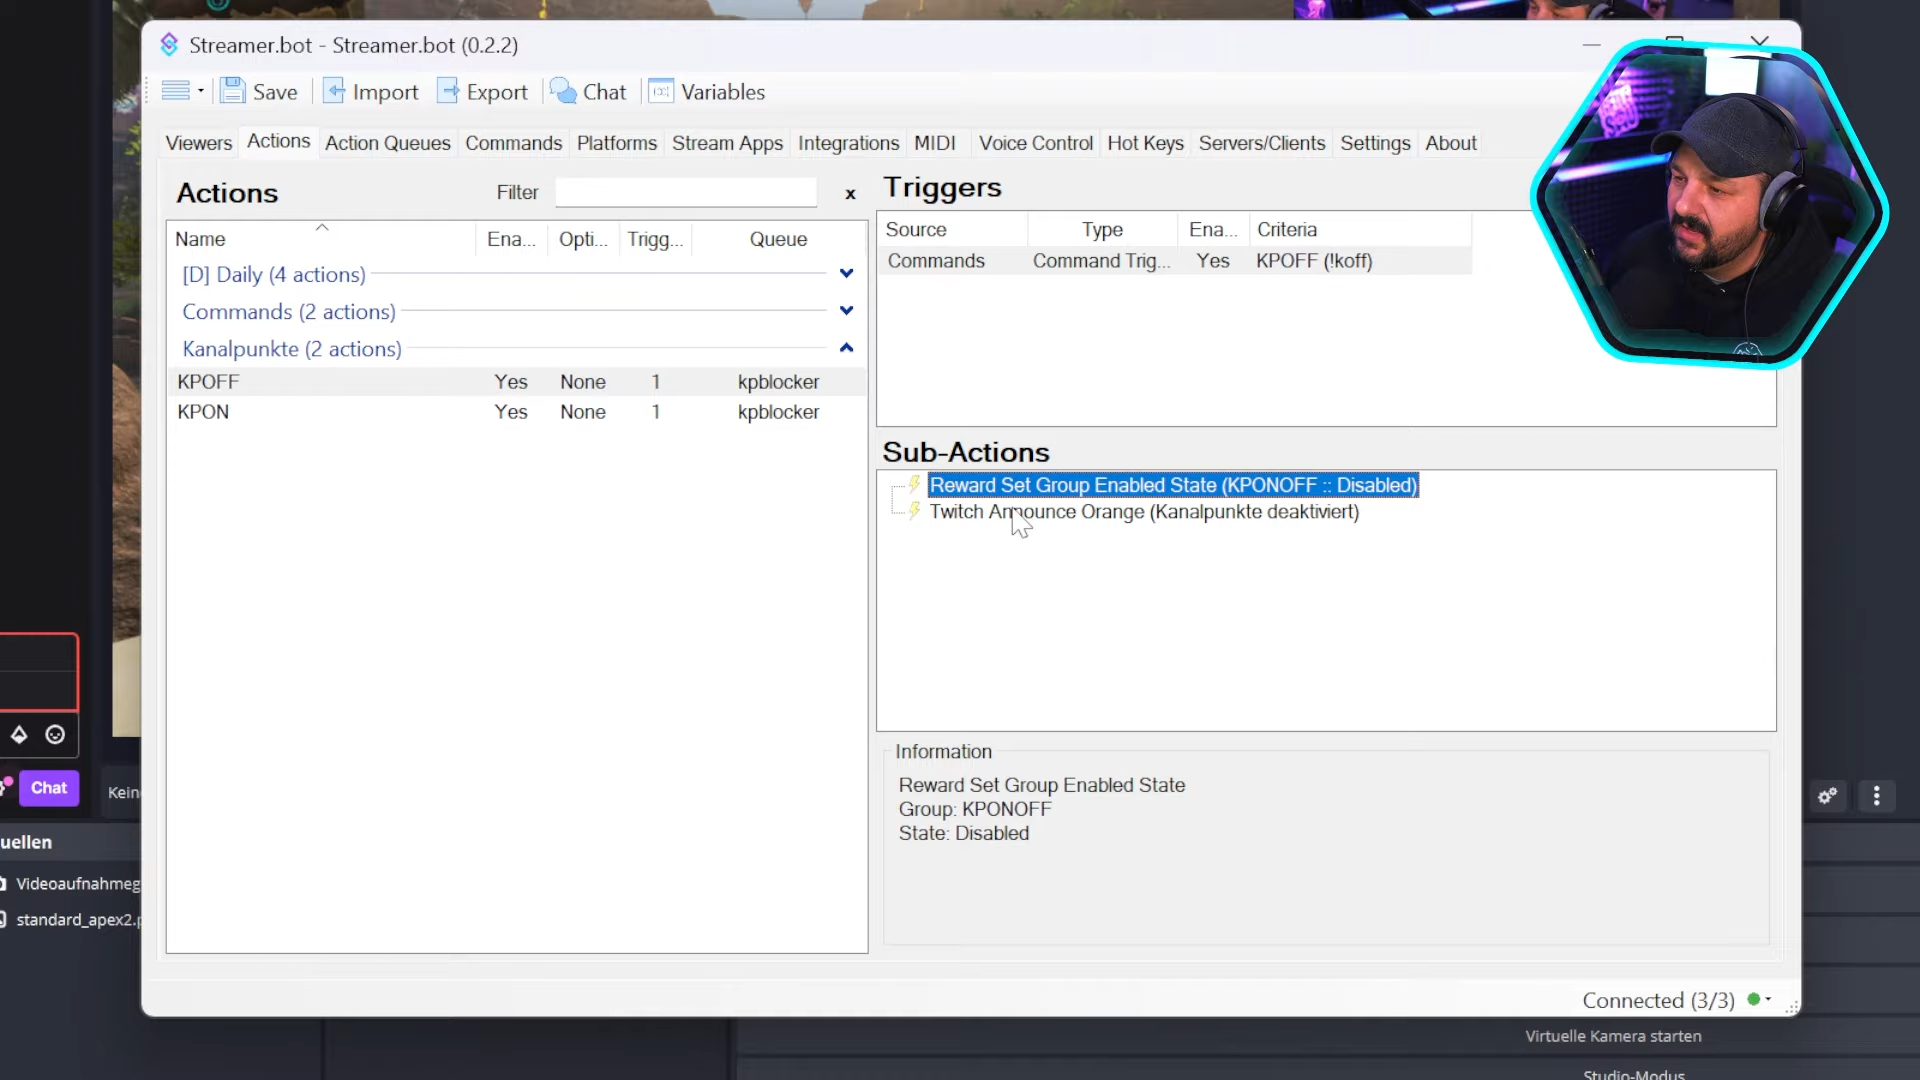 Streamer.bot - Streamer.bot (0.2.2)
Save Import Export Chat Variables
Viewers Actions Action Queues Commands Platforms Stream Apps Integrations MIDI Voice Control Hot Keys Servers/Clients Settings About
Actions Filter x
Name Ena... Opti... Trigg... Queue
[D] Daily (4 actions)
Commands (2 actions)
Kanalpunkte (2 actions)
KPOFF Yes None 1 kpblocker
KPON Yes None 1 kpblocker
Triggers
Source Type Ena... Criteria
Commands Command Trig... Yes KPOFF (!koff)
Sub-Actions
Reward Set Group Enabled State (KPONOFF :: Disabled)
Twitch Announce Orange (Kanalpunkte deaktiviert)
Information
Reward Set Group Enabled State
Group: KPONOFF
State: Disabled
Connected (3/3)
Chat
Kein
uellen
Videoaufnahmeg
standard_apex2.p
Virtuelle Kamera starten
Studio-Modus